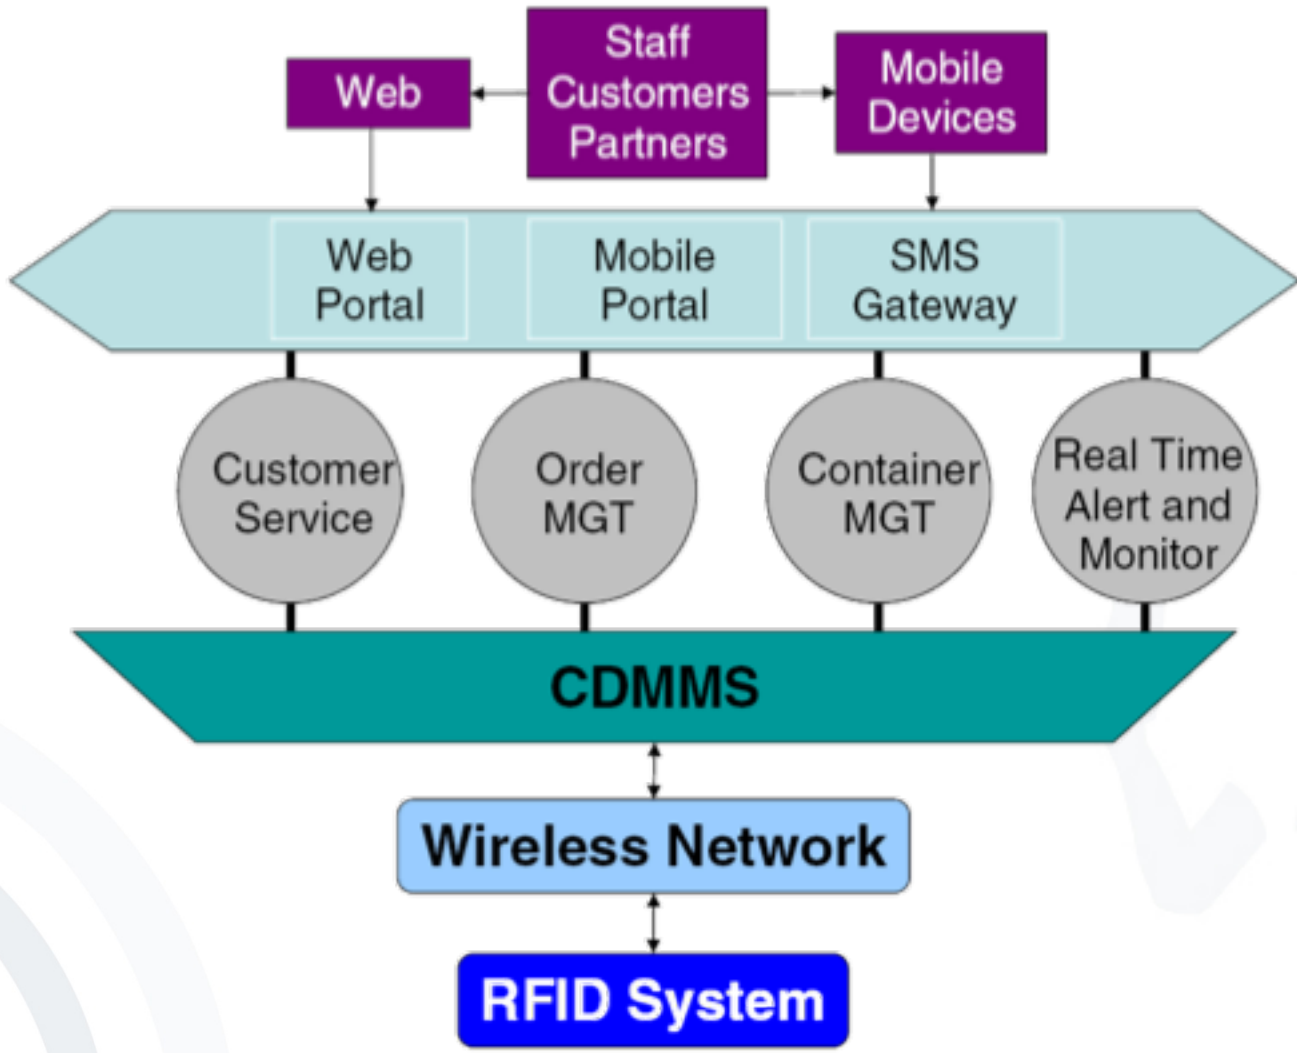 Staff
Customers
Partners
Web
Mobile
Devices
Web
Portal
Mobile
Portal
SMS
Gateway
Customer
Service
Order
MGT
Container
MGT
Real Time
Alert and
Monitor
CDMMS
Wireless Network
RFID System